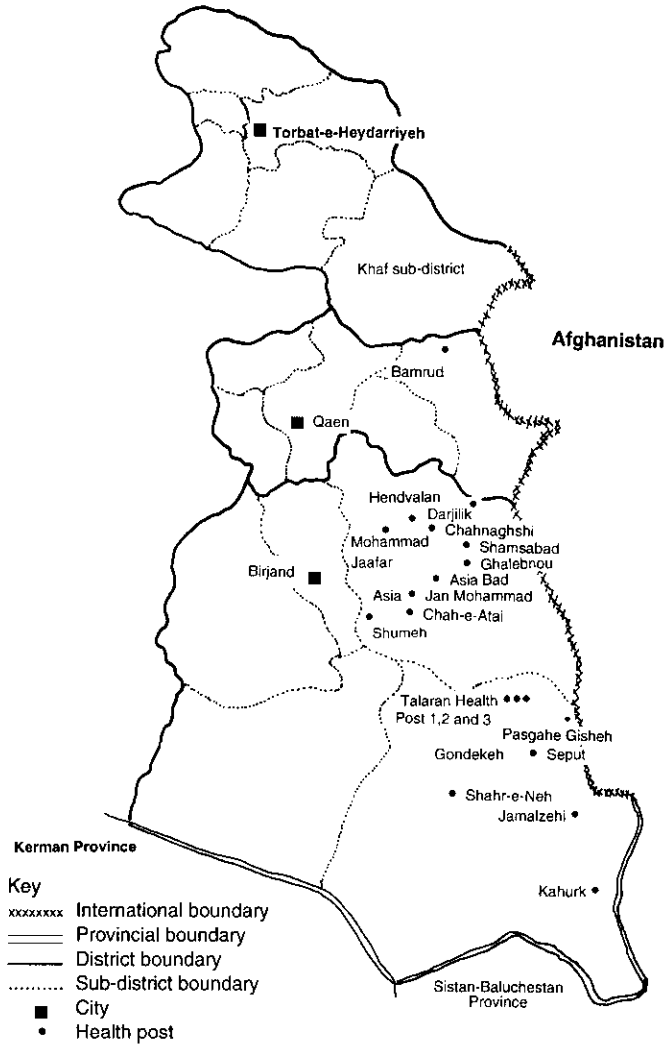 Torbat-e-Heydarriyeh
Khaf sub-district
Afghanistan
Bamrud
Qaen
Hendvalan
Darjilik
Mohammad
Jaafar
Chahnaghshi
Shamsabad
Ghalebnou
Birjand
Asia Bad
Asia
Jan Mohammad
Chah-e-Atai
Shumeh
Talaran Health
Post 1,2 and 3
Pasgahe Gisheh
Gondekeh
Seput
Shahr-e-Neh
Jamalzehi
Kerman Province
Kahurk
Sistan-Baluchestan
Province
Key
International boundary
Provincial boundary
District boundary
Sub-district boundary
City
Health post